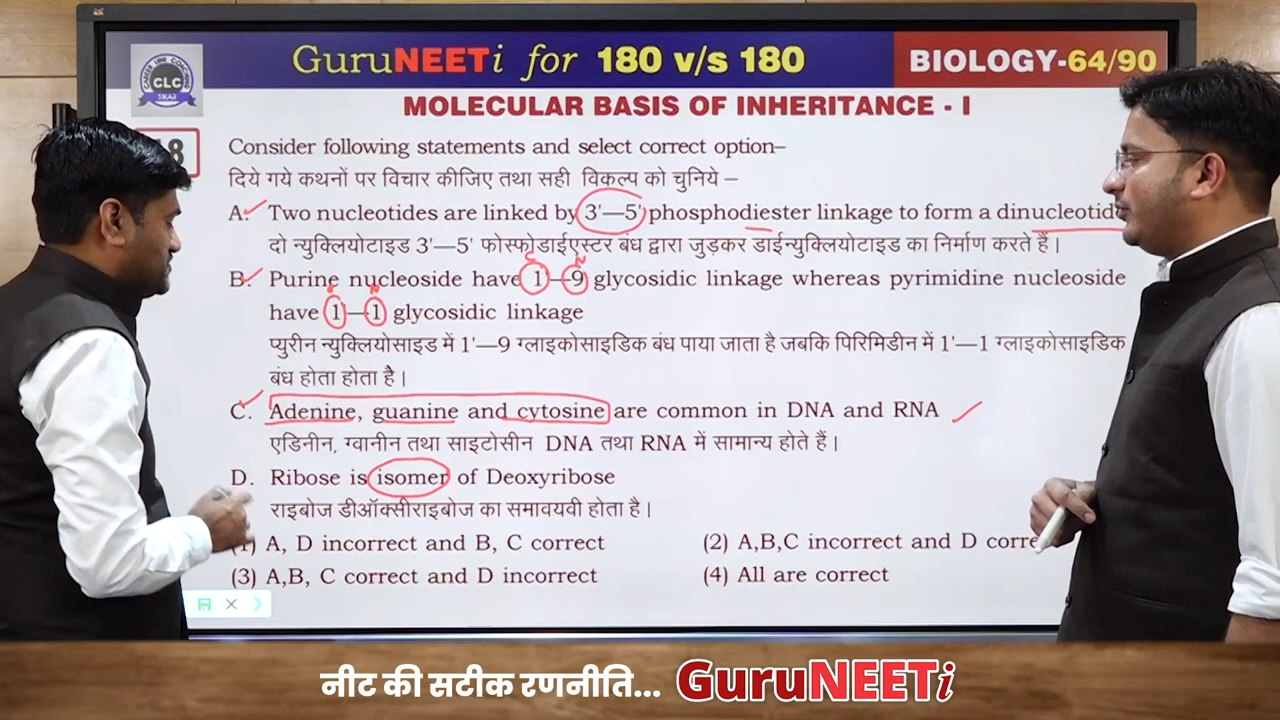 GuruNEETi for 180 v/s 180
BIOLOGY-64/90
CLC
SIKAR
MOLECULAR BASIS OF INHERITANCE - I
8
Consider following statements and select correct option–
दिये गये कथनों पर विचार कीजिए तथा सही विकल्प को चुनिये –
A. Two nucleotides are linked by 3'—5' phosphodiester linkage to form a dinucleotid
दो न्युक्लियोटाइड 3'—5' फोस्फोडाईएस्टर बंध द्वारा जुड़कर डाईन्युक्लियोटाइड का निर्माण करते हैं।
B. Purine nucleoside have 1'—9 glycosidic linkage whereas pyrimidine nucleoside
have 1'—1 glycosidic linkage
प्युरीन न्युक्लियोसाइड में 1'—9 ग्लाइकोसाइडिक बंध पाया जाता है जबकि पिरिमिडीन में 1'—1 ग्लाइकोसाइडिक
बंध होता होता है।
C. Adenine, guanine and cytosine are common in DNA and RNA
एडिनीन, ग्वानीन तथा साइटोसीन DNA तथा RNA में सामान्य होते हैं।
D. Ribose is isomer of Deoxyribose
राइबोज डीऑक्सीराइबोज का समावयवी होता है।
(1) A, D incorrect and B, C correct
(2) A,B,C incorrect and D corre
(3) A,B, C correct and D incorrect
(4) All are correct
नीट की सटीक रणनीति... GuruNEETi